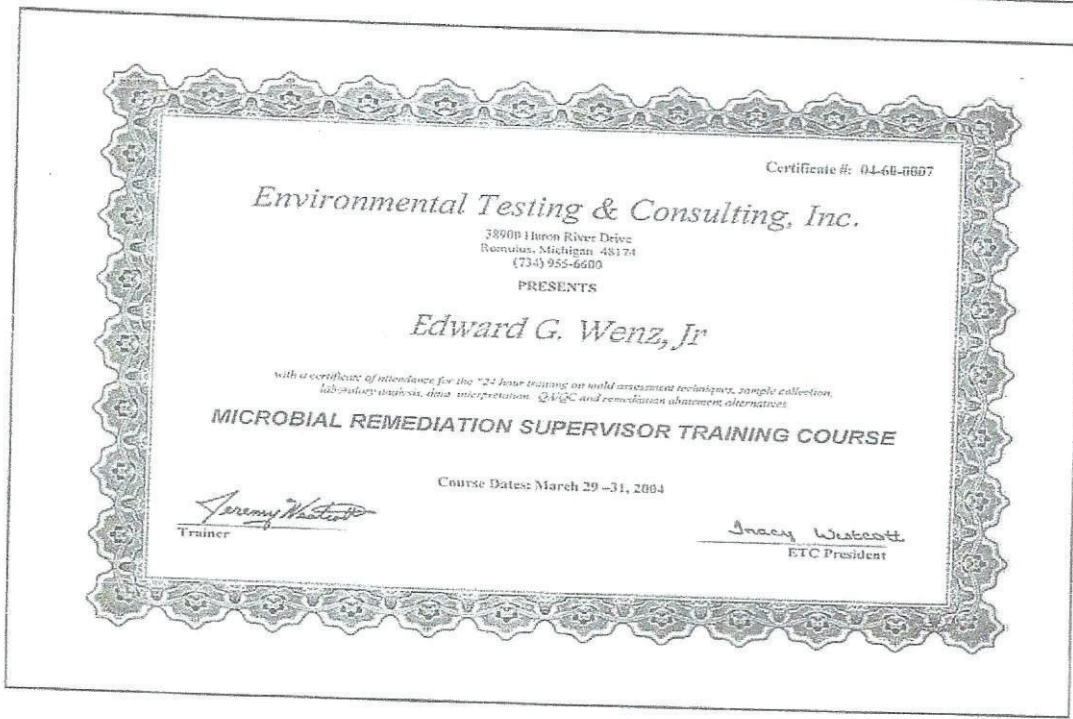 Certificate #: 04-60-0007
Environmental Testing & Consulting, Inc.
38900 Huron River Drive
Romulus, Michigan 48174
(734) 955-6600
PRESENTS
Edward G. Wenz, Jr
with a certificate of attendance for the "24 hour training on mold assessment techniques, sample collection,
laboratory analysis, data interpretation, QA/QC and remediation abatement alternatives
MICROBIAL REMEDIATION SUPERVISOR TRAINING COURSE
Course Dates: March 29 –31, 2004
Jeremy Westcott
Trainer
Tracy Westcott
ETC President